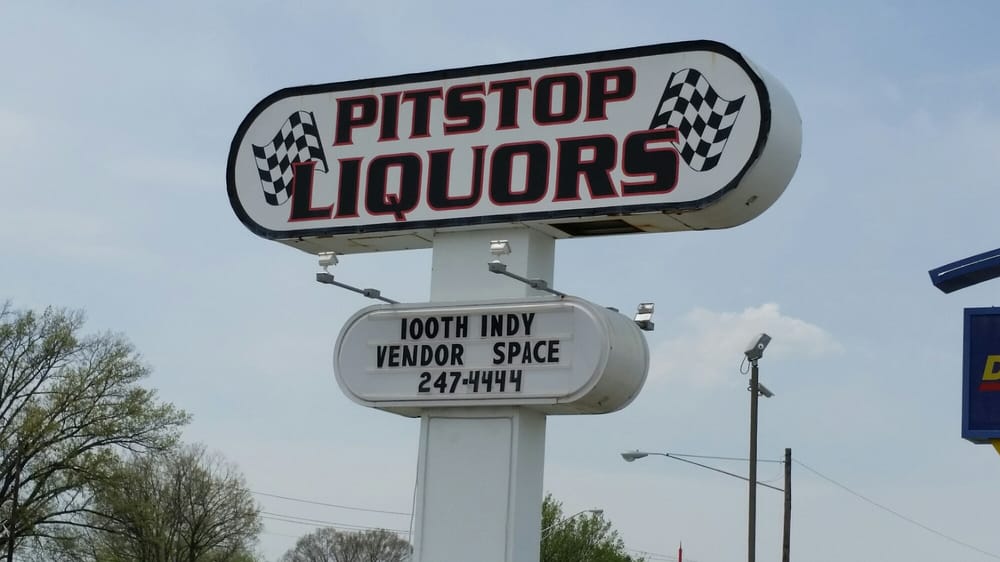 PITSTOP
LIQUORS
100TH INDY
VENDOR SPACE
247-4444